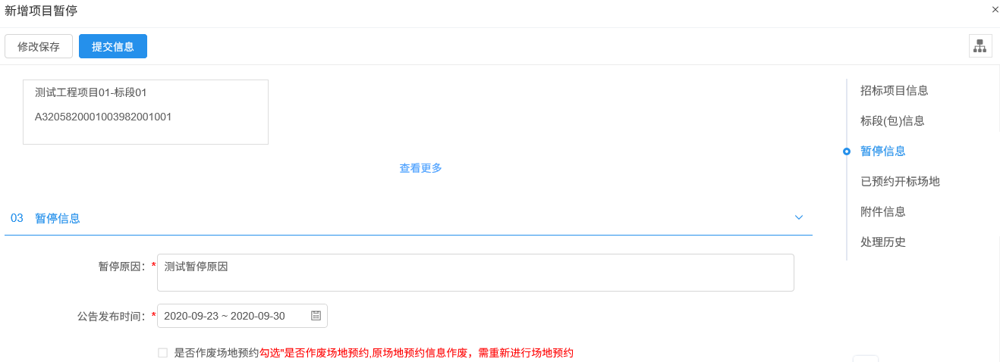 新增项目暂停
×
修改保存
提交信息
测试工程项目01-标段01
A3205820001003982001001
查看更多
03 暂停信息
暂停原因：*
测试暂停原因
公告发布时间：*
2020-09-23 ~ 2020-09-30
是否作废场地预约勾选"是否作废场地预约,原场地预约信息作废，需重新进行场地预约
招标项目信息
标段(包)信息
暂停信息
已预约开标场地
附件信息
处理历史